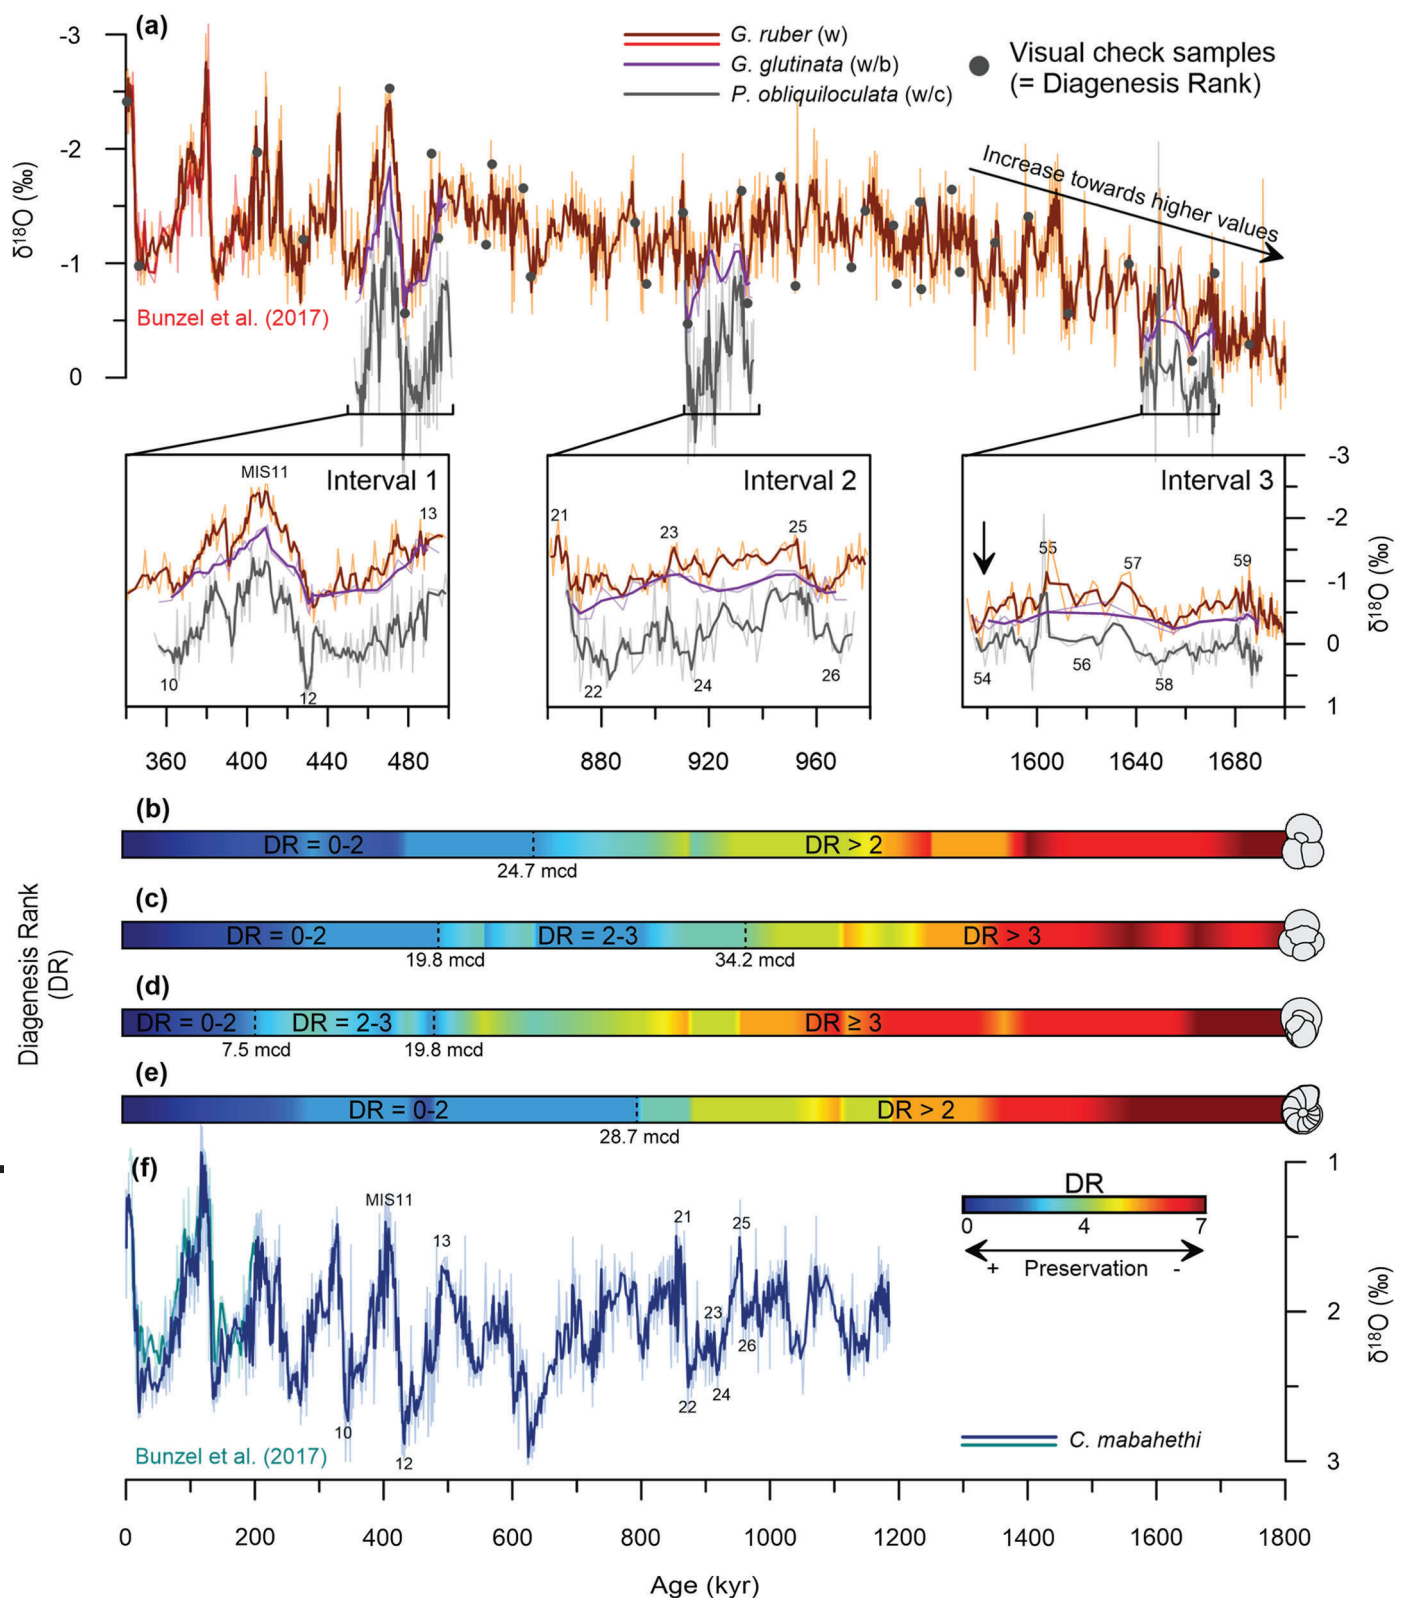 (a)
G. ruber (w)
G. glutinata (w/b)
P. obliquiloculata (w/c)
Visual check samples
(= Diagenesis Rank)
-3
-2
-1
0
δ¹⁸O (‰)
Increase towards higher values
Bunzel et al. (2017)
Interval 1
MIS11
13
10
12
360
400
440
480
Interval 2
21
23
25
22
24
26
880
920
960
Interval 3
55
57
59
54
56
58
1600
1640
1680
-3
-2
-1
0
1
δ¹⁸O (‰)
Diagenesis Rank
(DR)
(b)
DR = 0-2
DR > 2
24.7 mcd
(c)
DR = 0-2
DR = 2-3
DR > 3
19.8 mcd
34.2 mcd
(d)
DR = 0-2
DR = 2-3
DR ≥ 3
7.5 mcd
19.8 mcd
(e)
DR = 0-2
DR > 2
28.7 mcd
(f)
MIS11
13
10
12
21
25
23
26
22
24
DR
0
4
7
+ Preservation -
C. mabahethi
Bunzel et al. (2017)
1
2
3
δ¹⁸O (‰)
0
200
400
600
800
1000
1200
1400
1600
1800
Age (kyr)